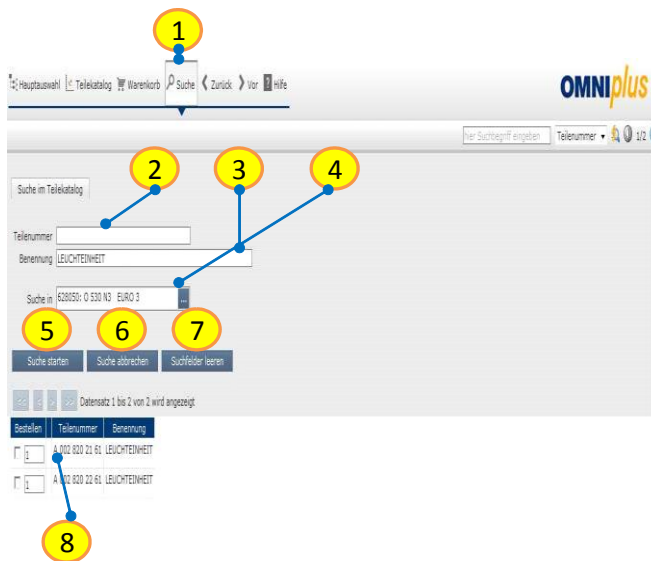 1
Hauptauswahl Teilekatalog Warenkorb Suche Zurück Vor Hilfe
OMNIplus
her Suchbegriff eingeben Teilenummer 1/2
2 3 4
Suche im Teilekatalog
Teilenummer
Benennung LEUCHTEINHEIT
Suche in 628050: O 530 N3 EURO 3 ...
5 6 7
Suche starten Suche abbrechen Suchfelder leeren
<< < > >> Datensatz 1 bis 2 von 2 wird angezeigt
Bestellen Teilenummer Benennung
1 A 002 820 21 61 LEUCHTEINHEIT
1 A 002 820 22 61 LEUCHTEINHEIT
8